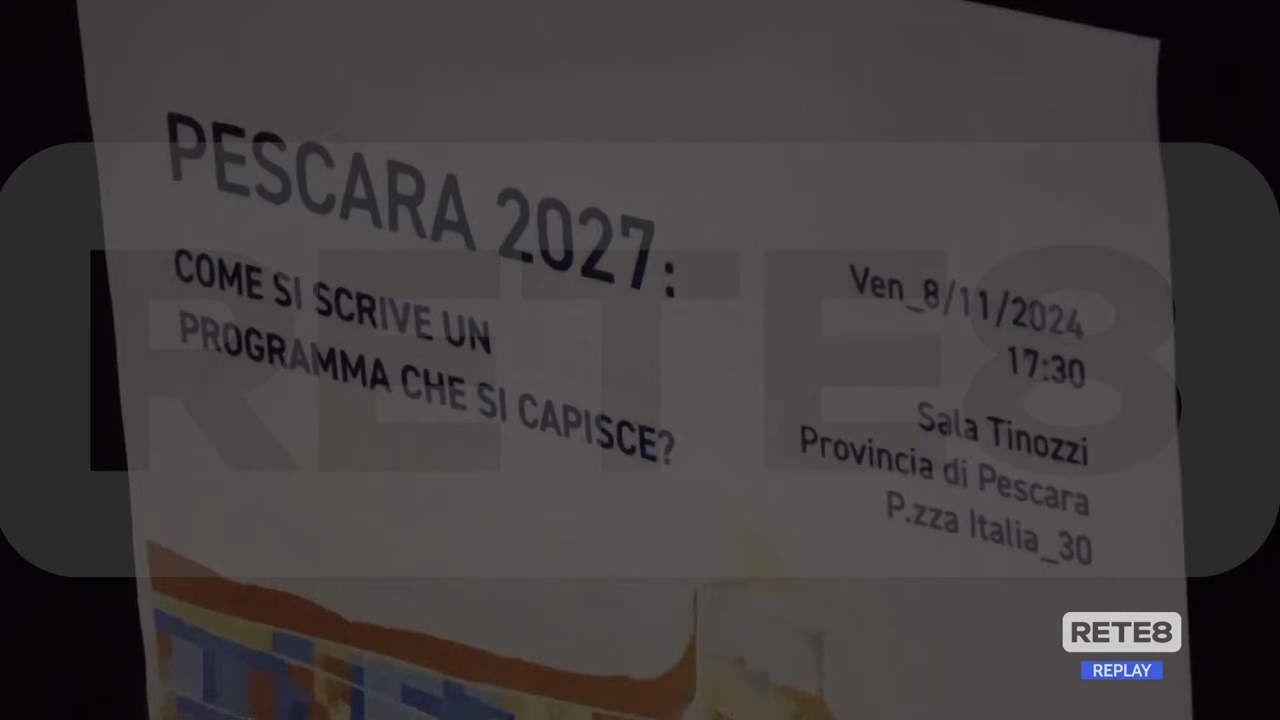 PESCARA 2027:
COME SI SCRIVE UN
PROGRAMMA CHE SI CAPISCE?
Ven_8/11/2024
17:30
Sala Tinozzi
Provincia di Pescara
P.zza Italia_30
RETE8
RETE8
REPLAY